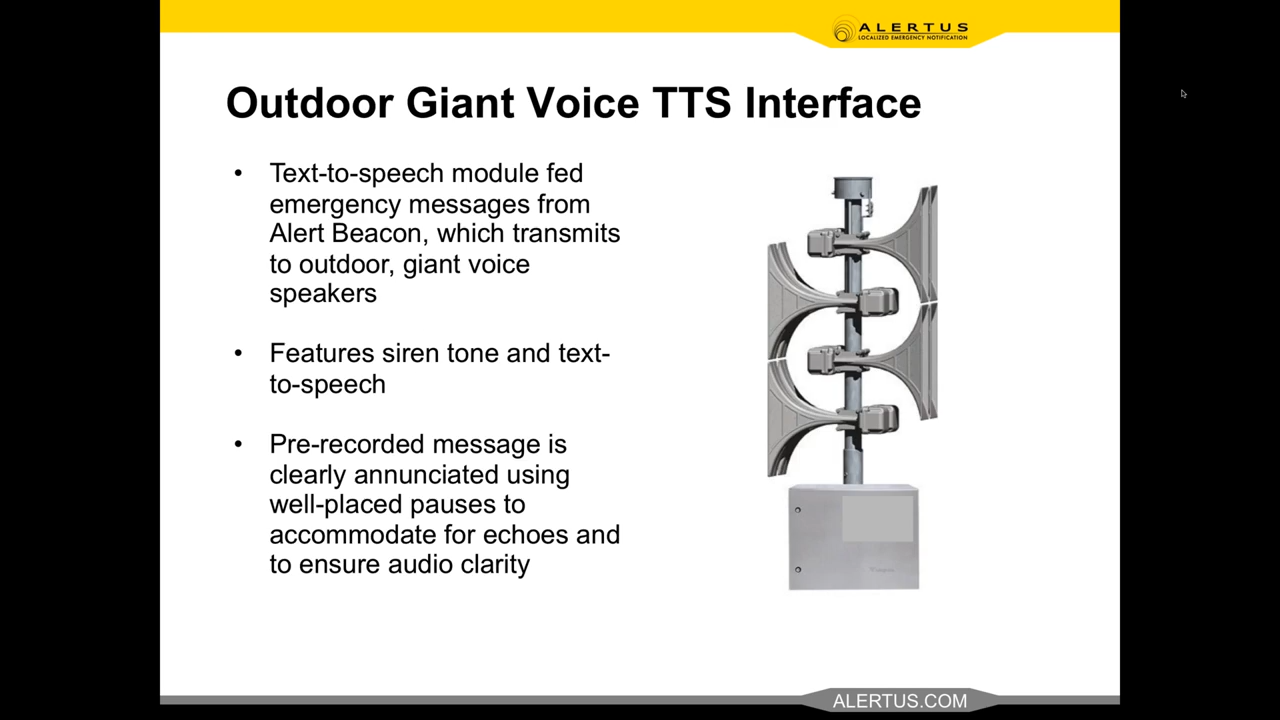 ALERTUS
LOCALIZED EMERGENCY NOTIFICATION
Outdoor Giant Voice TTS Interface
• Text-to-speech module fed
emergency messages from
Alert Beacon, which transmits
to outdoor, giant voice
speakers
• Features siren tone and text-
to-speech
• Pre-recorded message is
clearly annunciated using
well-placed pauses to
accommodate for echoes and
to ensure audio clarity
ALERTUS.COM